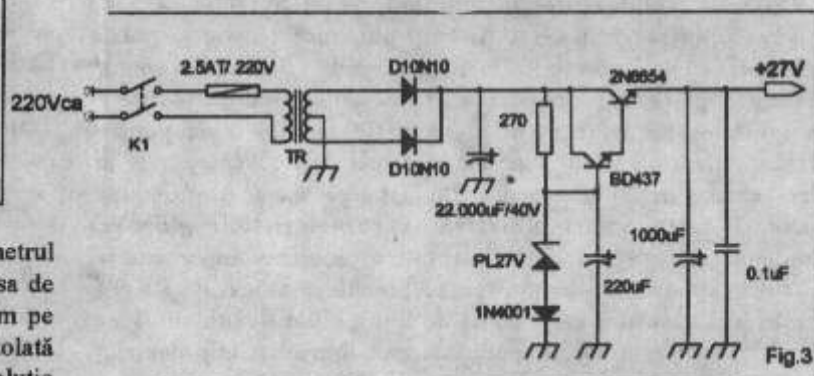 2.5AT/ 220V
D10N10
2N6654
+27V
220Vca
K1
TR
270
D10N10
BD437
22.000uF/40V
1000uF
PL27V
220uF
0.1uF
1N4001
Fig.3
metrul
sa de
m pe
olată